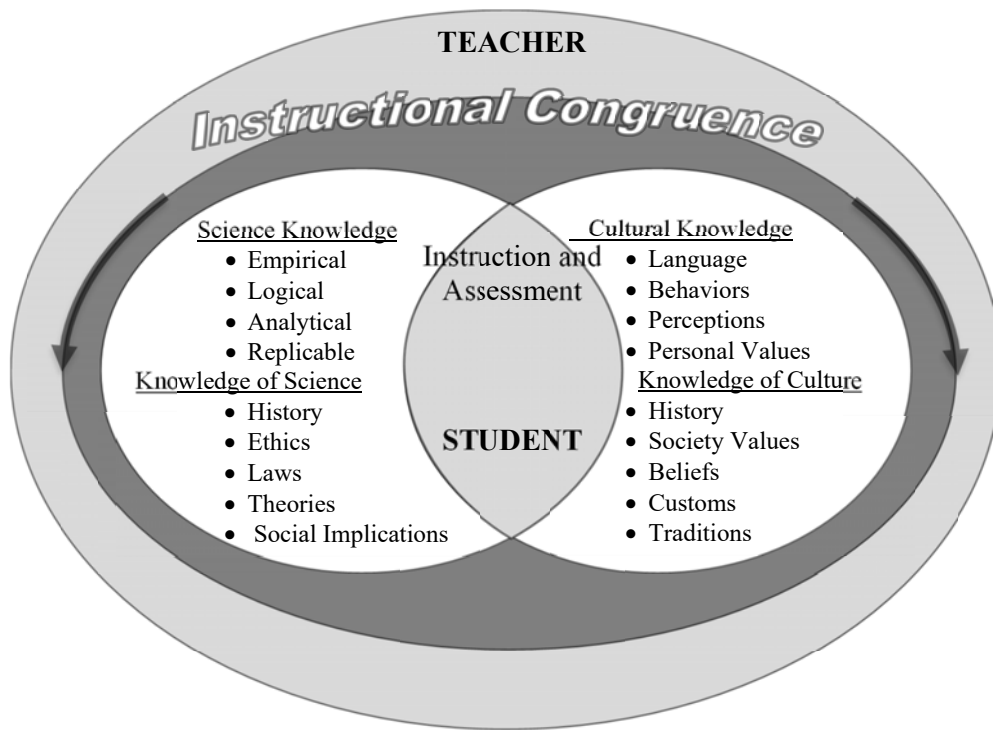 TEACHER
Instructional Congruence
Science Knowledge
• Empirical
• Logical
• Analytical
• Replicable
Knowledge of Science
• History
• Ethics
• Laws
• Theories
• Social Implications
Instruction and
Assessment
STUDENT
Cultural Knowledge
• Language
• Behaviors
• Perceptions
• Personal Values
Knowledge of Culture
• History
• Society Values
• Beliefs
• Customs
• Traditions